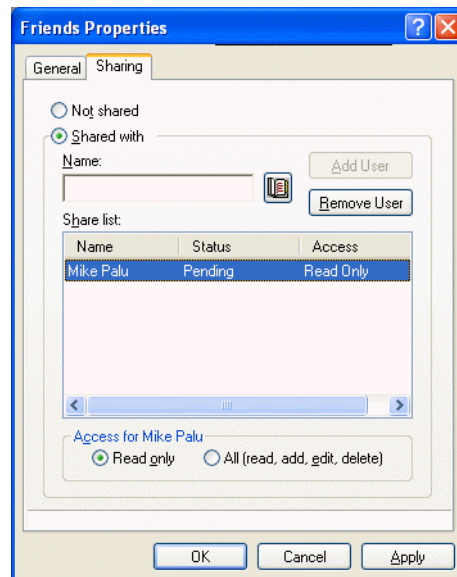 Friends Properties
General Sharing
Not shared
Shared with
Name:
Add User
Remove User
Share list:
Name Status Access
Mike Palu Pending Read Only
Access for Mike Palu
Read only All (read, add, edit, delete)
OK Cancel Apply